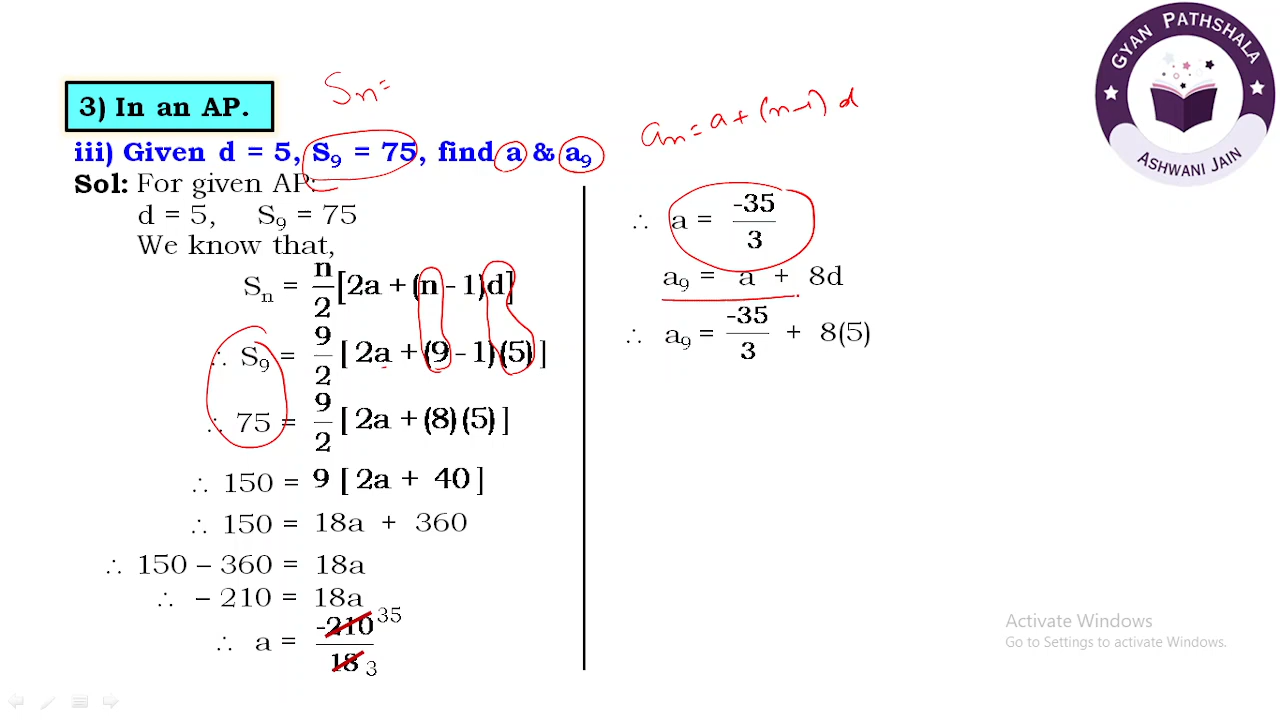 GYAN PATHSHALA
ASHWANI JAIN
3) In an AP.
Sn =
an = a + (n-1) d
iii) Given d = 5, S₉ = 75, find a & a₉
Sol: For given AP:
d = 5, S₉ = 75
We know that,
Sₙ = n/2 [2a + (n - 1)d]
∴ S₉ = 9/2 [ 2a + (9 - 1)(5) ]
∴ 75 = 9/2 [ 2a + (8)(5) ]
∴ 150 = 9 [ 2a + 40 ]
∴ 150 = 18a + 360
∴ 150 – 360 = 18a
∴ – 210 = 18a
∴ a = -210/18 35 3
∴ a = -35/3
a₉ = a + 8d
∴ a₉ = -35/3 + 8(5)
Activate Windows
Go to Settings to activate Windows.